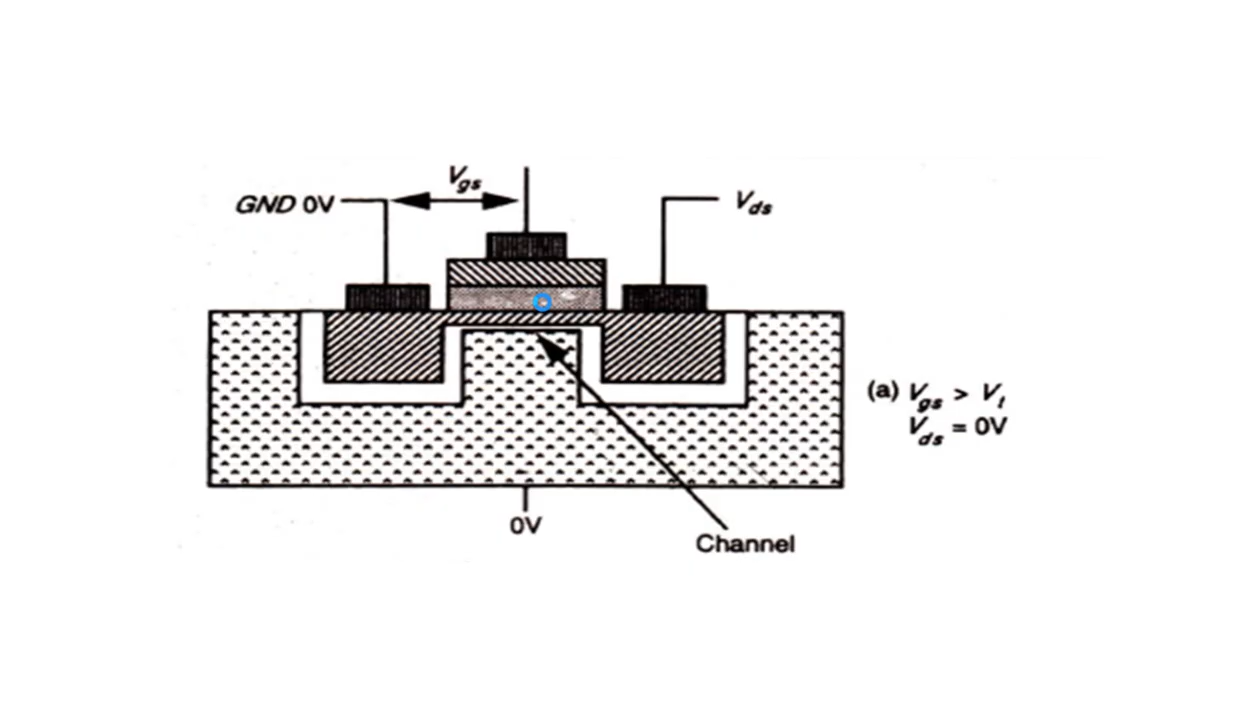 Vgs
GND 0V
Vds
(a) Vgs > Vt
Vds = 0V
0V
Channel